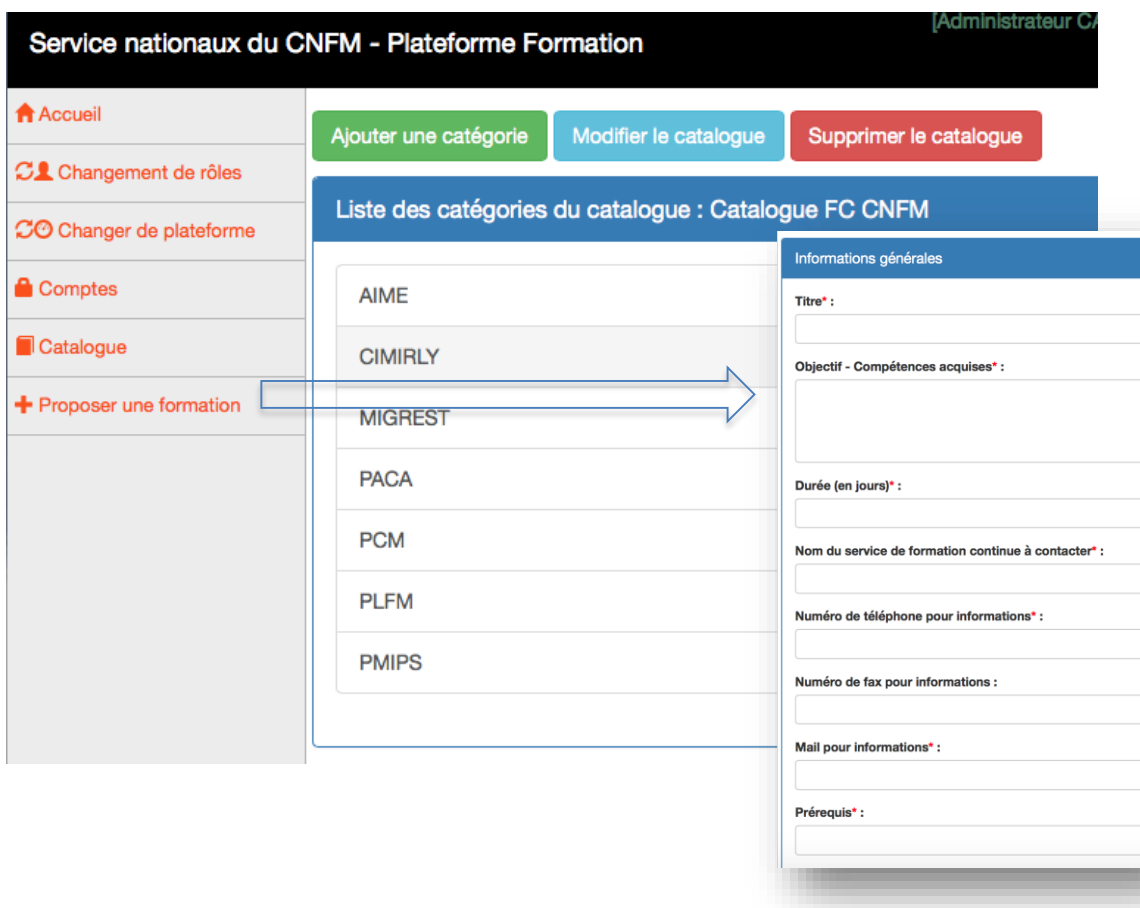 [Administrateur CA
Service nationaux du CNFM - Plateforme Formation
Accueil
Changement de rôles
Changer de plateforme
Comptes
Catalogue
Proposer une formation
Ajouter une catégorie
Modifier le catalogue
Supprimer le catalogue
Liste des catégories du catalogue : Catalogue FC CNFM
AIME
CIMIRLY
MIGREST
PACA
PCM
PLFM
PMIPS
Informations générales
Titre* :
Objectif - Compétences acquises* :
Durée (en jours)* :
Nom du service de formation continue à contacter* :
Numéro de téléphone pour informations* :
Numéro de fax pour informations :
Mail pour informations* :
Prérequis* :